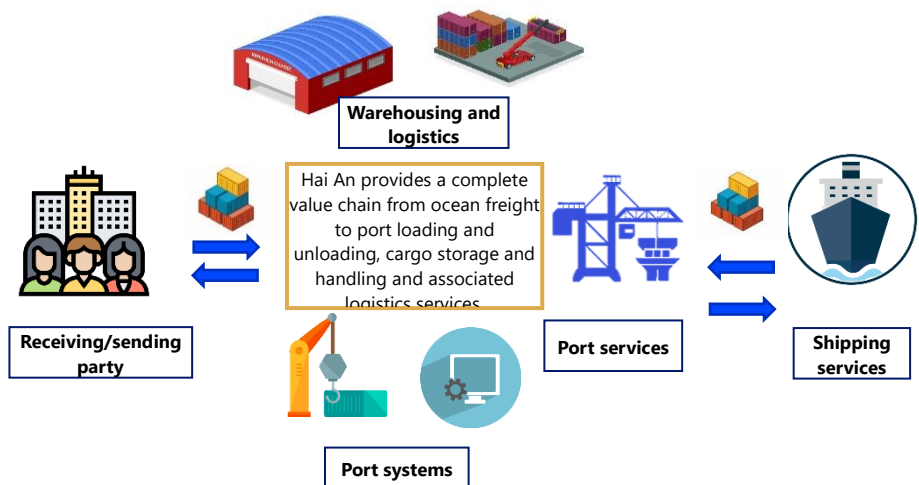 WAREHOUSE
Warehousing and
logistics
Hai An provides a complete
value chain from ocean freight
to port loading and
unloading, cargo storage and
handling and associated
logistics services
Receiving/sending
party
Port services
Shipping
services
Port systems